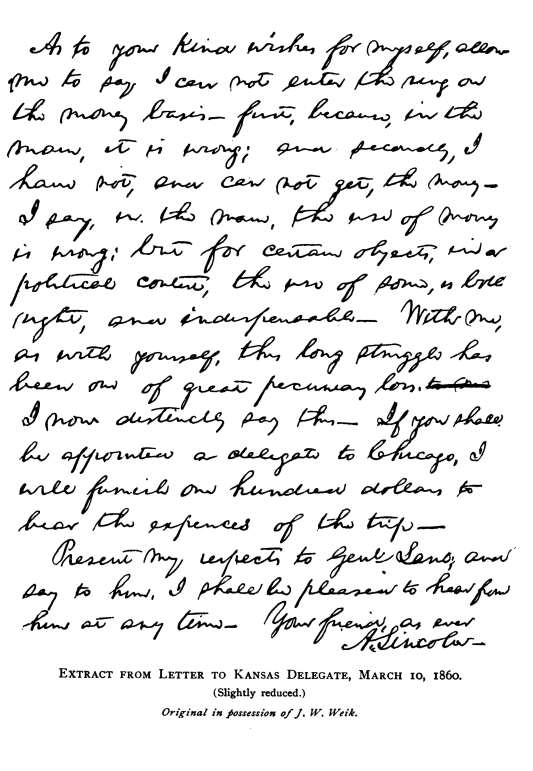 As to your kind wishes for myself, allow
me to say I can not enter the ring on
the money basis — first, because, in the
main, it is wrong; and secondly, I
have not, and can not get, the money —
I say, in the main, the use of money
is wrong; but for certain objects, in a
political contest, the use of some, is both
right, and indispensable — With me,
as with yourself, this long struggle has
been one of great pecuniary loss.
I now distinctly say this — If you shall
be appointed a delegate to Chicago, I
will furnish one hundred dollars to
bear the expences of the trip —
Present my respects to Genl Lane; and
say to him, I shall be pleased to hear from
him at any time — Your friend, as ever
A. Lincoln —
EXTRACT FROM LETTER TO KANSAS DELEGATE, MARCH 10, 1860.
(Slightly reduced.)
Original in possession of J. W. Weik.